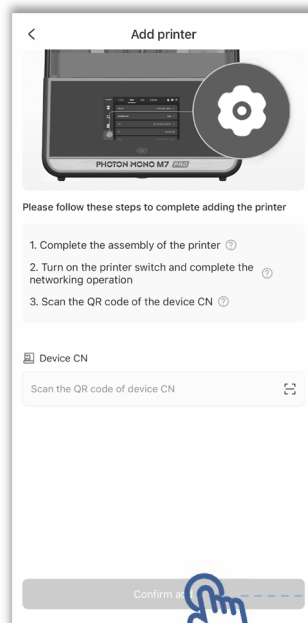 Add printer
PHOTON MONO M7 PRO
Please follow these steps to complete adding the printer
1. Complete the assembly of the printer
2. Turn on the printer switch and complete the
networking operation
3. Scan the QR code of the device CN
Device CN
Scan the QR code of device CN
Confirm